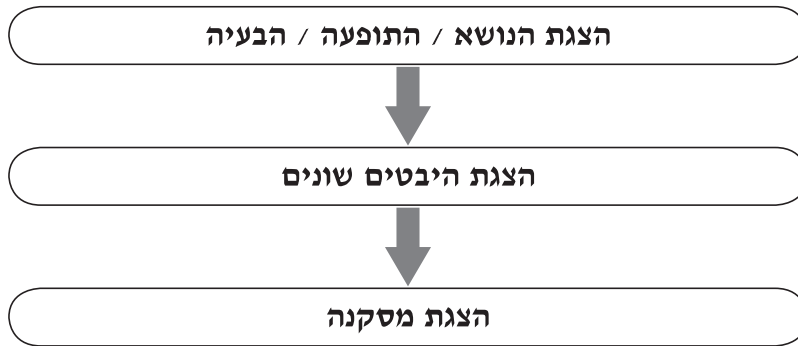 הצגת הנושא / התופעה / הבעיה
הצגת היבטים שונים
הצגת מסקנה